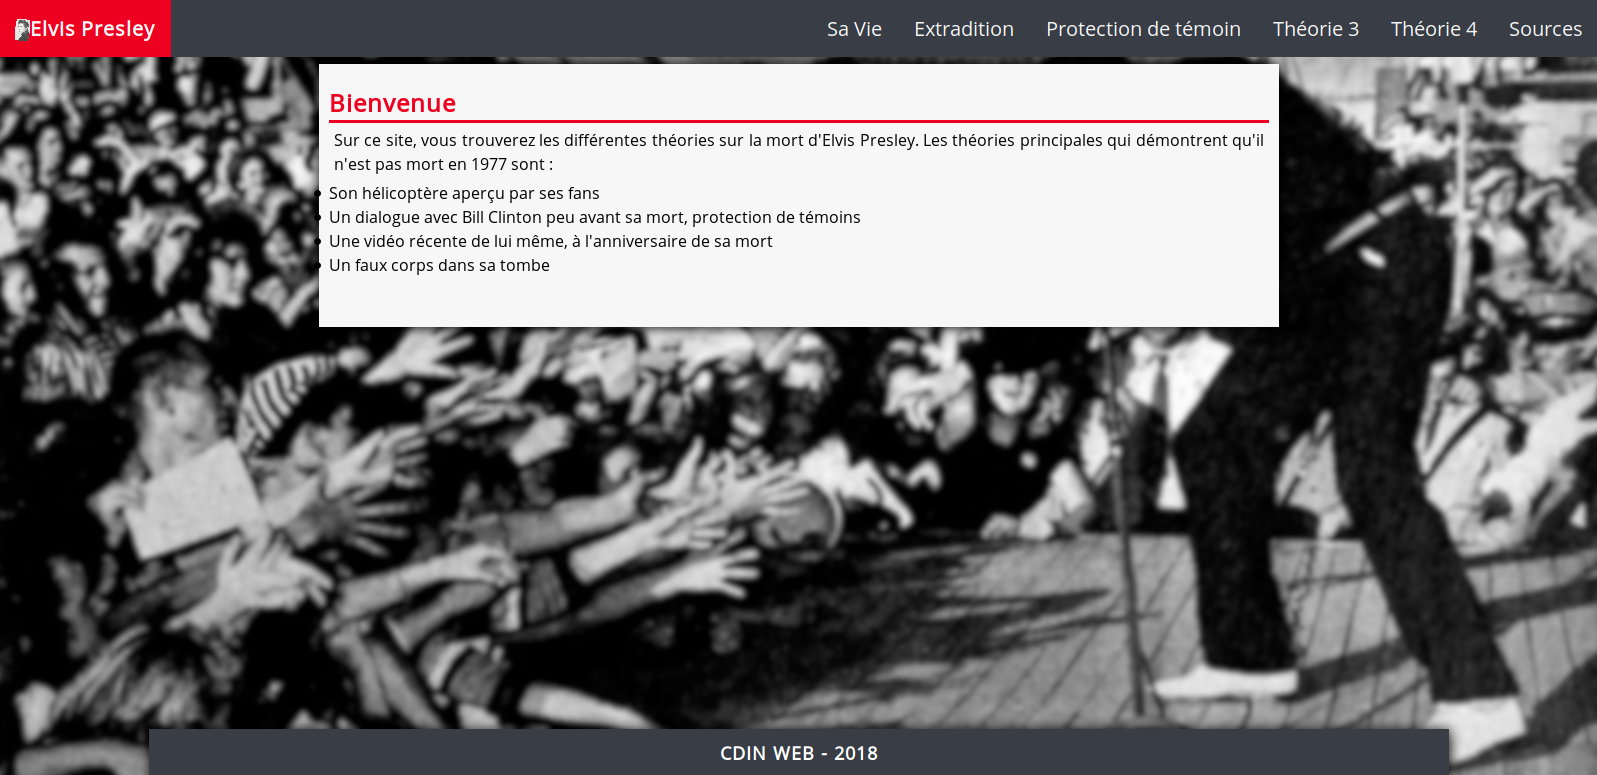 ElvIs Presley
Sa Vie
Extradition
Protection de témoin
Théorie 3
Théorie 4
Sources
Bienvenue
Sur ce site, vous trouverez les différentes théories sur la mort d'Elvis Presley. Les théories principales qui démontrent qu'il
n'est pas mort en 1977 sont :
Son hélicoptère aperçu par ses fans
Un dialogue avec Bill Clinton peu avant sa mort, protection de témoins
Une vidéo récente de lui même, à l'anniversaire de sa mort
Un faux corps dans sa tombe
CDIN WEB - 2018